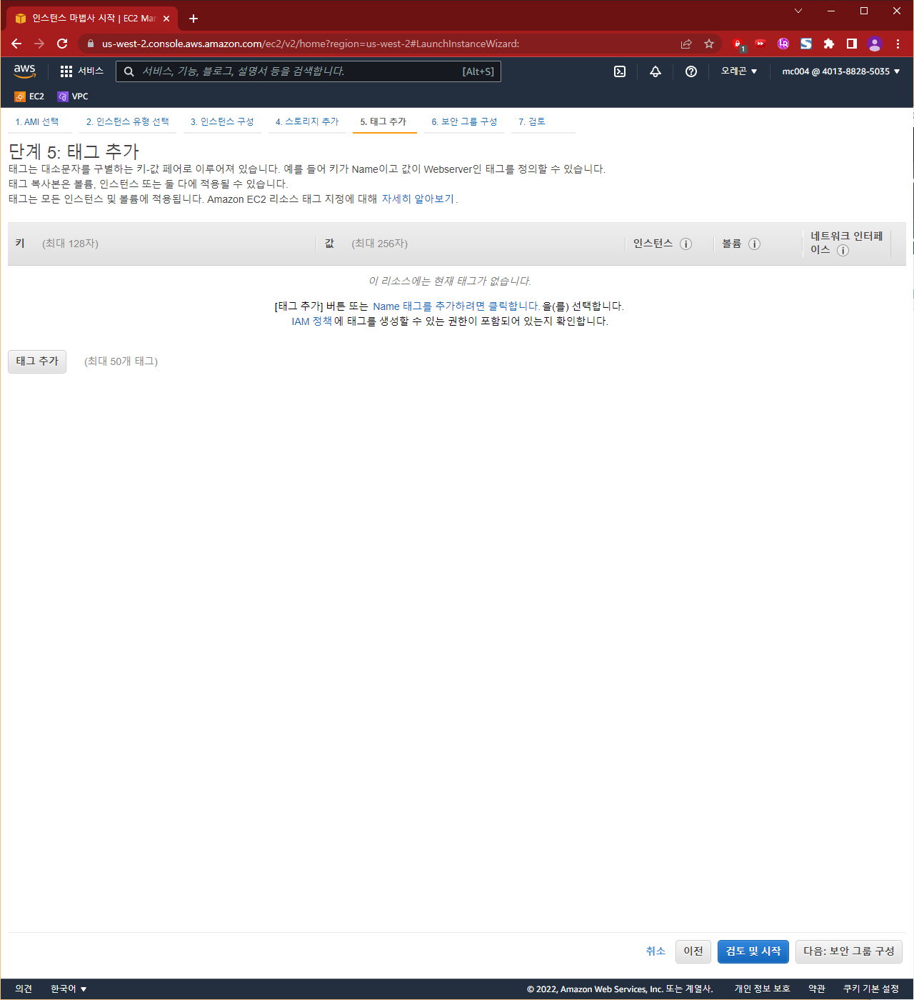 인스턴스 마법사 시작 | EC2 Mar
us-west-2.console.aws.amazon.com/ec2/v2/home?region=us-west-2#LaunchInstanceWizard:
1
aws
서비스
서비스, 기능, 블로그, 설명서 등을 검색합니다.
[Alt+S]
오레곤 ▼
mc004 @ 4013-8828-5035 ▼
EC2
VPC
1. AMI 선택
2. 인스턴스 유형 선택
3. 인스턴스 구성
4. 스토리지 추가
5. 태그 추가
6. 보안 그룹 구성
7. 검토
단계 5: 태그 추가
태그는 대소문자를 구별하는 키-값 페어로 이루어져 있습니다. 예를 들어 키가 Name이고 값이 Webserver인 태그를 정의할 수 있습니다.
태그 복사본은 볼륨, 인스턴스 또는 둘 다에 적용될 수 있습니다.
태그는 모든 인스턴스 및 볼륨에 적용됩니다. Amazon EC2 리소스 태그 지정에 대해 자세히 알아보기.
키 (최대 128자)
값 (최대 256자)
인스턴스
볼륨
네트워크 인터페
이스
이 리소스에는 현재 태그가 없습니다.
[태그 추가] 버튼 또는 Name 태그를 추가하려면 클릭합니다.을(를) 선택합니다.
IAM 정책에 태그를 생성할 수 있는 권한이 포함되어 있는지 확인합니다.
태그 추가
(최대 50개 태그)
취소
이전
검토 및 시작
다음: 보안 그룹 구성
의견
한국어 ▼
© 2022, Amazon Web Services, Inc. 또는 계열사.
개인 정보 보호
약관
쿠키 기본 설정